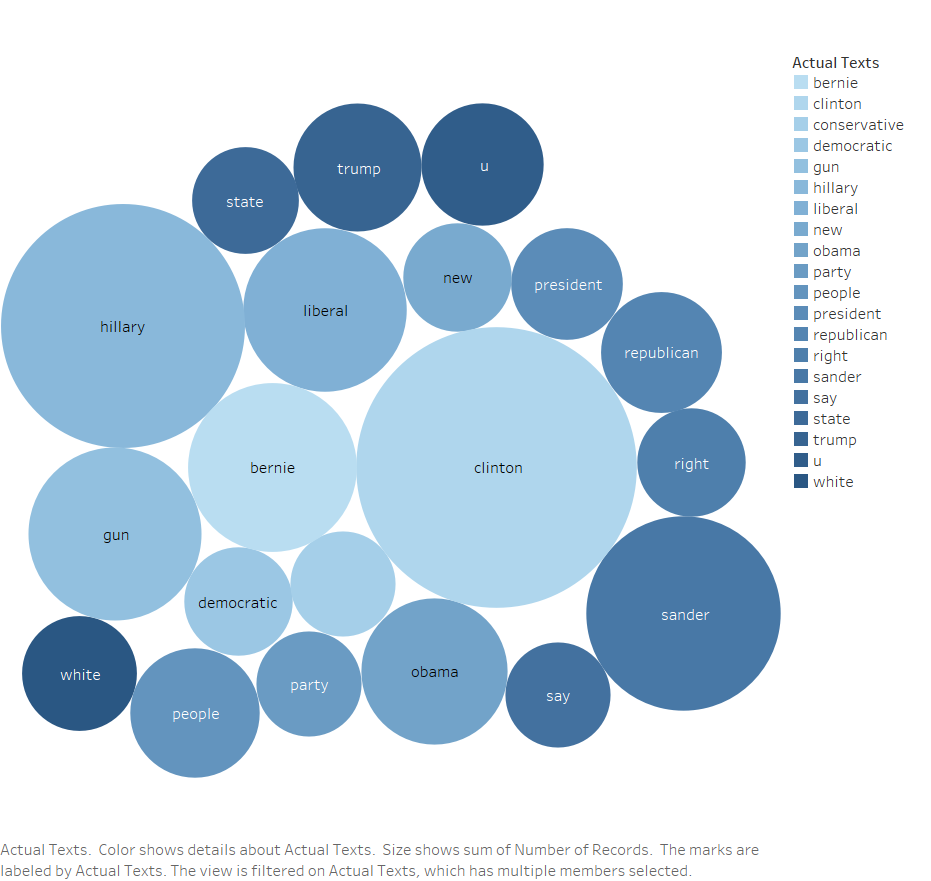 Actual Texts
bernie
clinton
conservative
democratic
gun
hillary
liberal
new
obama
party
people
president
republican
right
sander
say
state
trump
u
white
trump
u
state
new
president
liberal
hillary
republican
right
bernie
clinton
gun
democratic
sander
obama
white
party
say
people
Actual Texts.  Color shows details about Actual Texts.  Size shows sum of Number of Records.  The marks are
labeled by Actual Texts. The view is filtered on Actual Texts, which has multiple members selected.